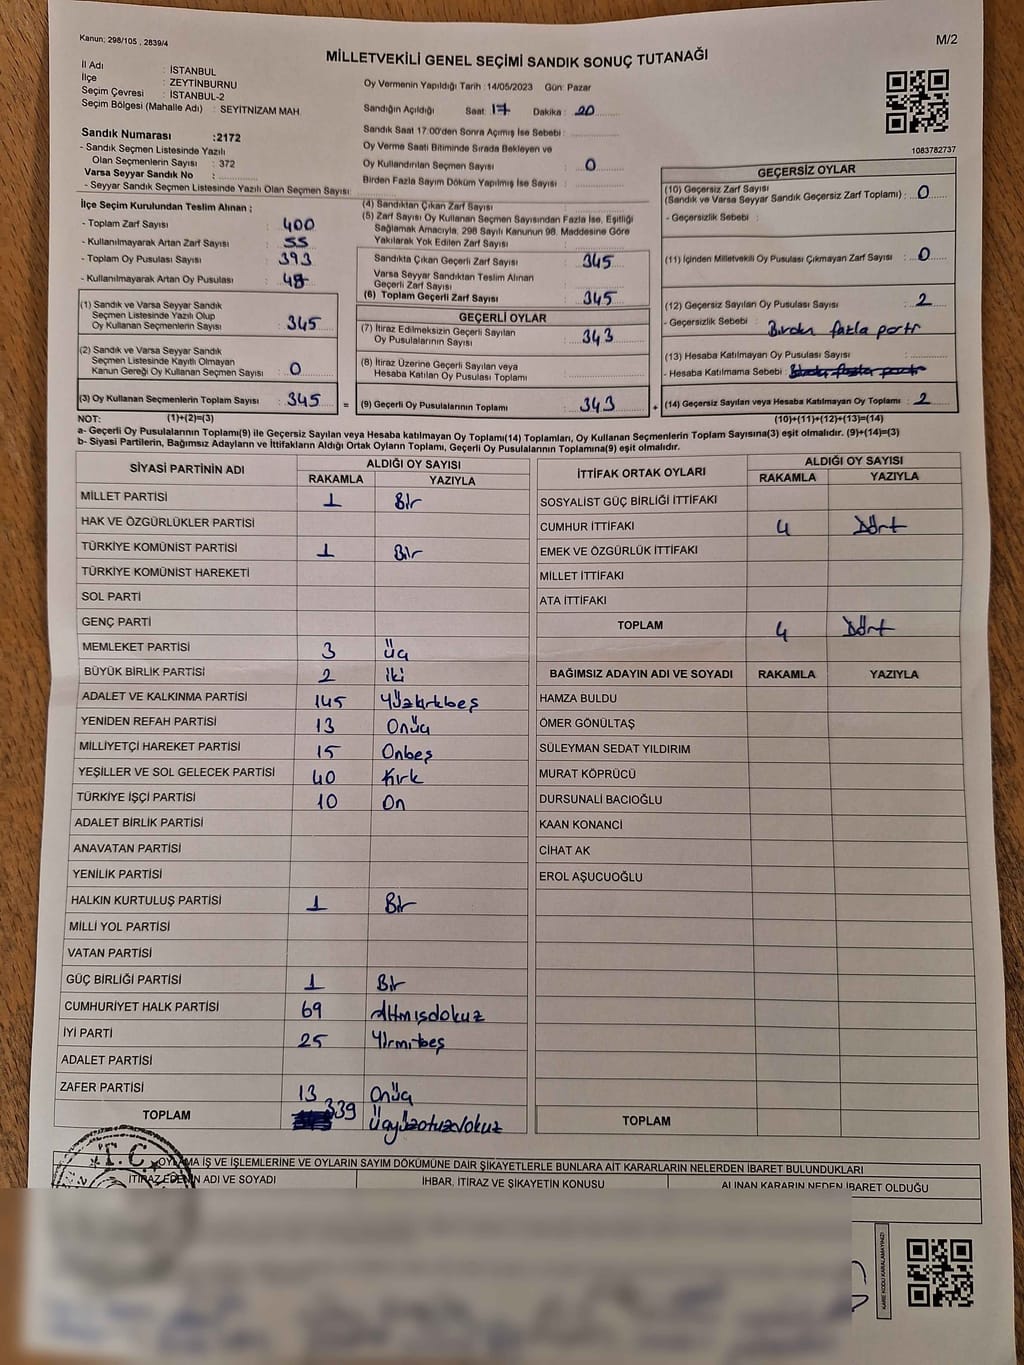 Kanun; 298/105 , 2839/4
M/2
MİLLETVEKİLİ GENEL SEÇİMİ SANDIK SONUÇ TUTANAĞI
İl Adı : İSTANBUL
İlçe : ZEYTİNBURNU
Seçim Çevresi : İSTANBUL-2
Seçim Bölgesi (Mahalle Adı) : SEYİTNİZAM MAH
Sandık Numarası :2172
- Sandık Seçmen Listesinde Yazılı
Olan Seçmenlerin Sayısı : 372
Varsa Seyyar Sandık No :
- Seyyar Sandık Seçmen Listesinde Yazılı Olan Seçmen Sayısı:
Oy Vermenin Yapıldığı Tarih :14/05/2023 Gün: Pazar
Sandığın Açıldığı Saat: 17 Dakika: 20
Sandık Saat 17:00'den Sonra Açımış İse Sebebi :
Oy Verme Saati Bitiminde Sırada Bekleyen ve
Oy Kullandırılan Seçmen Sayısı : 0
Birden Fazla Sayım Döküm Yapılmış İse Sayısı :
1083782737
İlçe Seçim Kurulundan Teslim Alınan ;
- Toplam Zarf Sayısı : 400
- Kullanılmayarak Artan Zarf Sayısı : 55
- Toplam Oy Pusulası Sayısı : 393
- Kullanılmayarak Artan Oy Pusulası : 48
(1) Sandık ve Varsa Seyyar Sandık
Seçmen Listesinde Yazılı Olup
Oy Kullanan Seçmenlerin Sayısı : 345
(2) Sandık ve Varsa Seyyar Sandık
Seçmen Listesinde Kayıtlı Olmayan
Kanun Gereği Oy Kullanan Seçmen Sayısı : 0
(3) Oy Kullanan Seçmenlerin Toplam Sayısı : 345
(1)+(2)=(3)
(4) Sandıktan Çıkan Zarf Sayısı :
(5) Zarf Sayısı Oy Kullanan Seçmen Sayısından Fazla İse, Eşitliği
Sağlamak Amacıyla, 298 Sayılı Kanunun 98. Maddesine Göre
Yakılarak Yok Edilen Zarf Sayısı :
Sandıkta Çıkan Geçerli Zarf Sayısı : 345
Varsa Seyyar Sandıktan Teslim Alınan
Geçerli Zarf Sayısı :
(6) Toplam Geçerli Zarf Sayısı : 345
GEÇERLİ OYLAR
(7) İtiraz Edilmeksizin Geçerli Sayılan
Oy Pusulalarının Sayısı : 343
(8) İtiraz Üzerine Geçerli Sayılan veya
Hesaba Katılan Oy Pusulası Toplamı :
= (9) Geçerli Oy Pusulalarının Toplamı : 343
GEÇERSİZ OYLAR
(10) Geçersiz Zarf Sayısı
(Sandık ve Varsa Seyyar Sandık Geçersiz Zarf Toplamı) : 0
- Geçersizlik Sebebi :
(11) İçinden Milletvekili Oy Pusulası Çıkmayan Zarf Sayısı : 0
(12) Geçersiz Sayılan Oy Pusulası Sayısı : 2
- Geçersizlik Sebebi : Birden fazla parti
(13) Hesaba Katılmayan Oy Pusulası Sayısı :
- Hesaba Katılmama Sebebi
+ (14) Geçersiz Sayılan veya Hesaba Katılmayan Oy Toplamı : 2
(10)+(11)+(12)+(13)=(14)
NOT:
a- Geçerli Oy Pusulalarının Toplamı(9) ile Geçersiz Sayılan veya Hesaba katılmayan Oy Toplamı(14) Toplamları, Oy Kullanan Seçmenlerin Toplam Sayısına(3) eşit olmalıdır. (9)+(14)=(3)
b- Siyasi Partilerin, Bağımsız Adayların ve İttifakların Aldığı Ortak Oyların Toplamı, Geçerli Oy Pusulalarının Toplamına(9) eşit olmalıdır.
SİYASİ PARTİNİN ADI ALDIĞI OY SAYISI
RAKAMLA YAZIYLA
MİLLET PARTİSİ 1 Bir
HAK VE ÖZGÜRLÜKLER PARTİSİ
TÜRKİYE KOMÜNİST PARTİSİ 1 Bir
TÜRKİYE KOMÜNİST HAREKETİ
SOL PARTİ
GENÇ PARTİ
MEMLEKET PARTİSİ 3 Üç
BÜYÜK BİRLİK PARTİSİ 2 İki
ADALET VE KALKINMA PARTİSİ 145 Yüzkırkbeş
YENİDEN REFAH PARTİSİ 13 Onüç
MİLLİYETÇİ HAREKET PARTİSİ 15 Onbeş
YEŞİLLER VE SOL GELECEK PARTİSİ 40 Kırk
TÜRKİYE İŞÇİ PARTİSİ 10 On
ADALET BİRLİK PARTİSİ
ANAVATAN PARTİSİ
YENİLİK PARTİSİ
HALKIN KURTULUŞ PARTİSİ 1 Bir
MİLLİ YOL PARTİSİ
VATAN PARTİSİ
GÜÇ BİRLİĞİ PARTİSİ 1 Bir
CUMHURİYET HALK PARTİSİ 69 Altmışdokuz
İYİ PARTİ 25 Yirmibeş
ADALET PARTİSİ
ZAFER PARTİSİ 13 Onüç
TOPLAM 339 Üçyüzotuzdokuz
İTTİFAK ORTAK OYLARI ALDIĞI OY SAYISI
RAKAMLA YAZIYLA
SOSYALİST GÜÇ BİRLİĞİ İTTİFAKI
CUMHUR İTTİFAKI 4 Dört
EMEK VE ÖZGÜRLÜK İTTİFAKI
MİLLET İTTİFAKI
ATA İTTİFAKI
TOPLAM 4 Dört
BAĞIMSIZ ADAYIN ADI VE SOYADI RAKAMLA YAZIYLA
HAMZA BULDU
ÖMER GÖNÜLTAŞ
SÜLEYMAN SEDAT YILDIRIM
MURAT KÖPRÜCÜ
DURSUNALİ BACIOĞLU
KAAN KONANCİ
CİHAT AK
EROL AŞUCUOĞLU
TOPLAM
T.C.
OYLAMA İŞ VE İŞLEMLERİNE VE OYLARIN SAYIM DÖKÜMÜNE DAİR ŞİKAYETLERLE BUNLARA AİT KARARLARIN NELERDEN İBARET BULUNDUKLARI
İTİRAZ EDENİN ADI VE SOYADI İHBAR, İTİRAZ VE ŞİKAYETİN KONUSU ALINAN KARARIN NEDEN İBARET OLDUĞU
KARE KODU KARALAMAYINIZ!